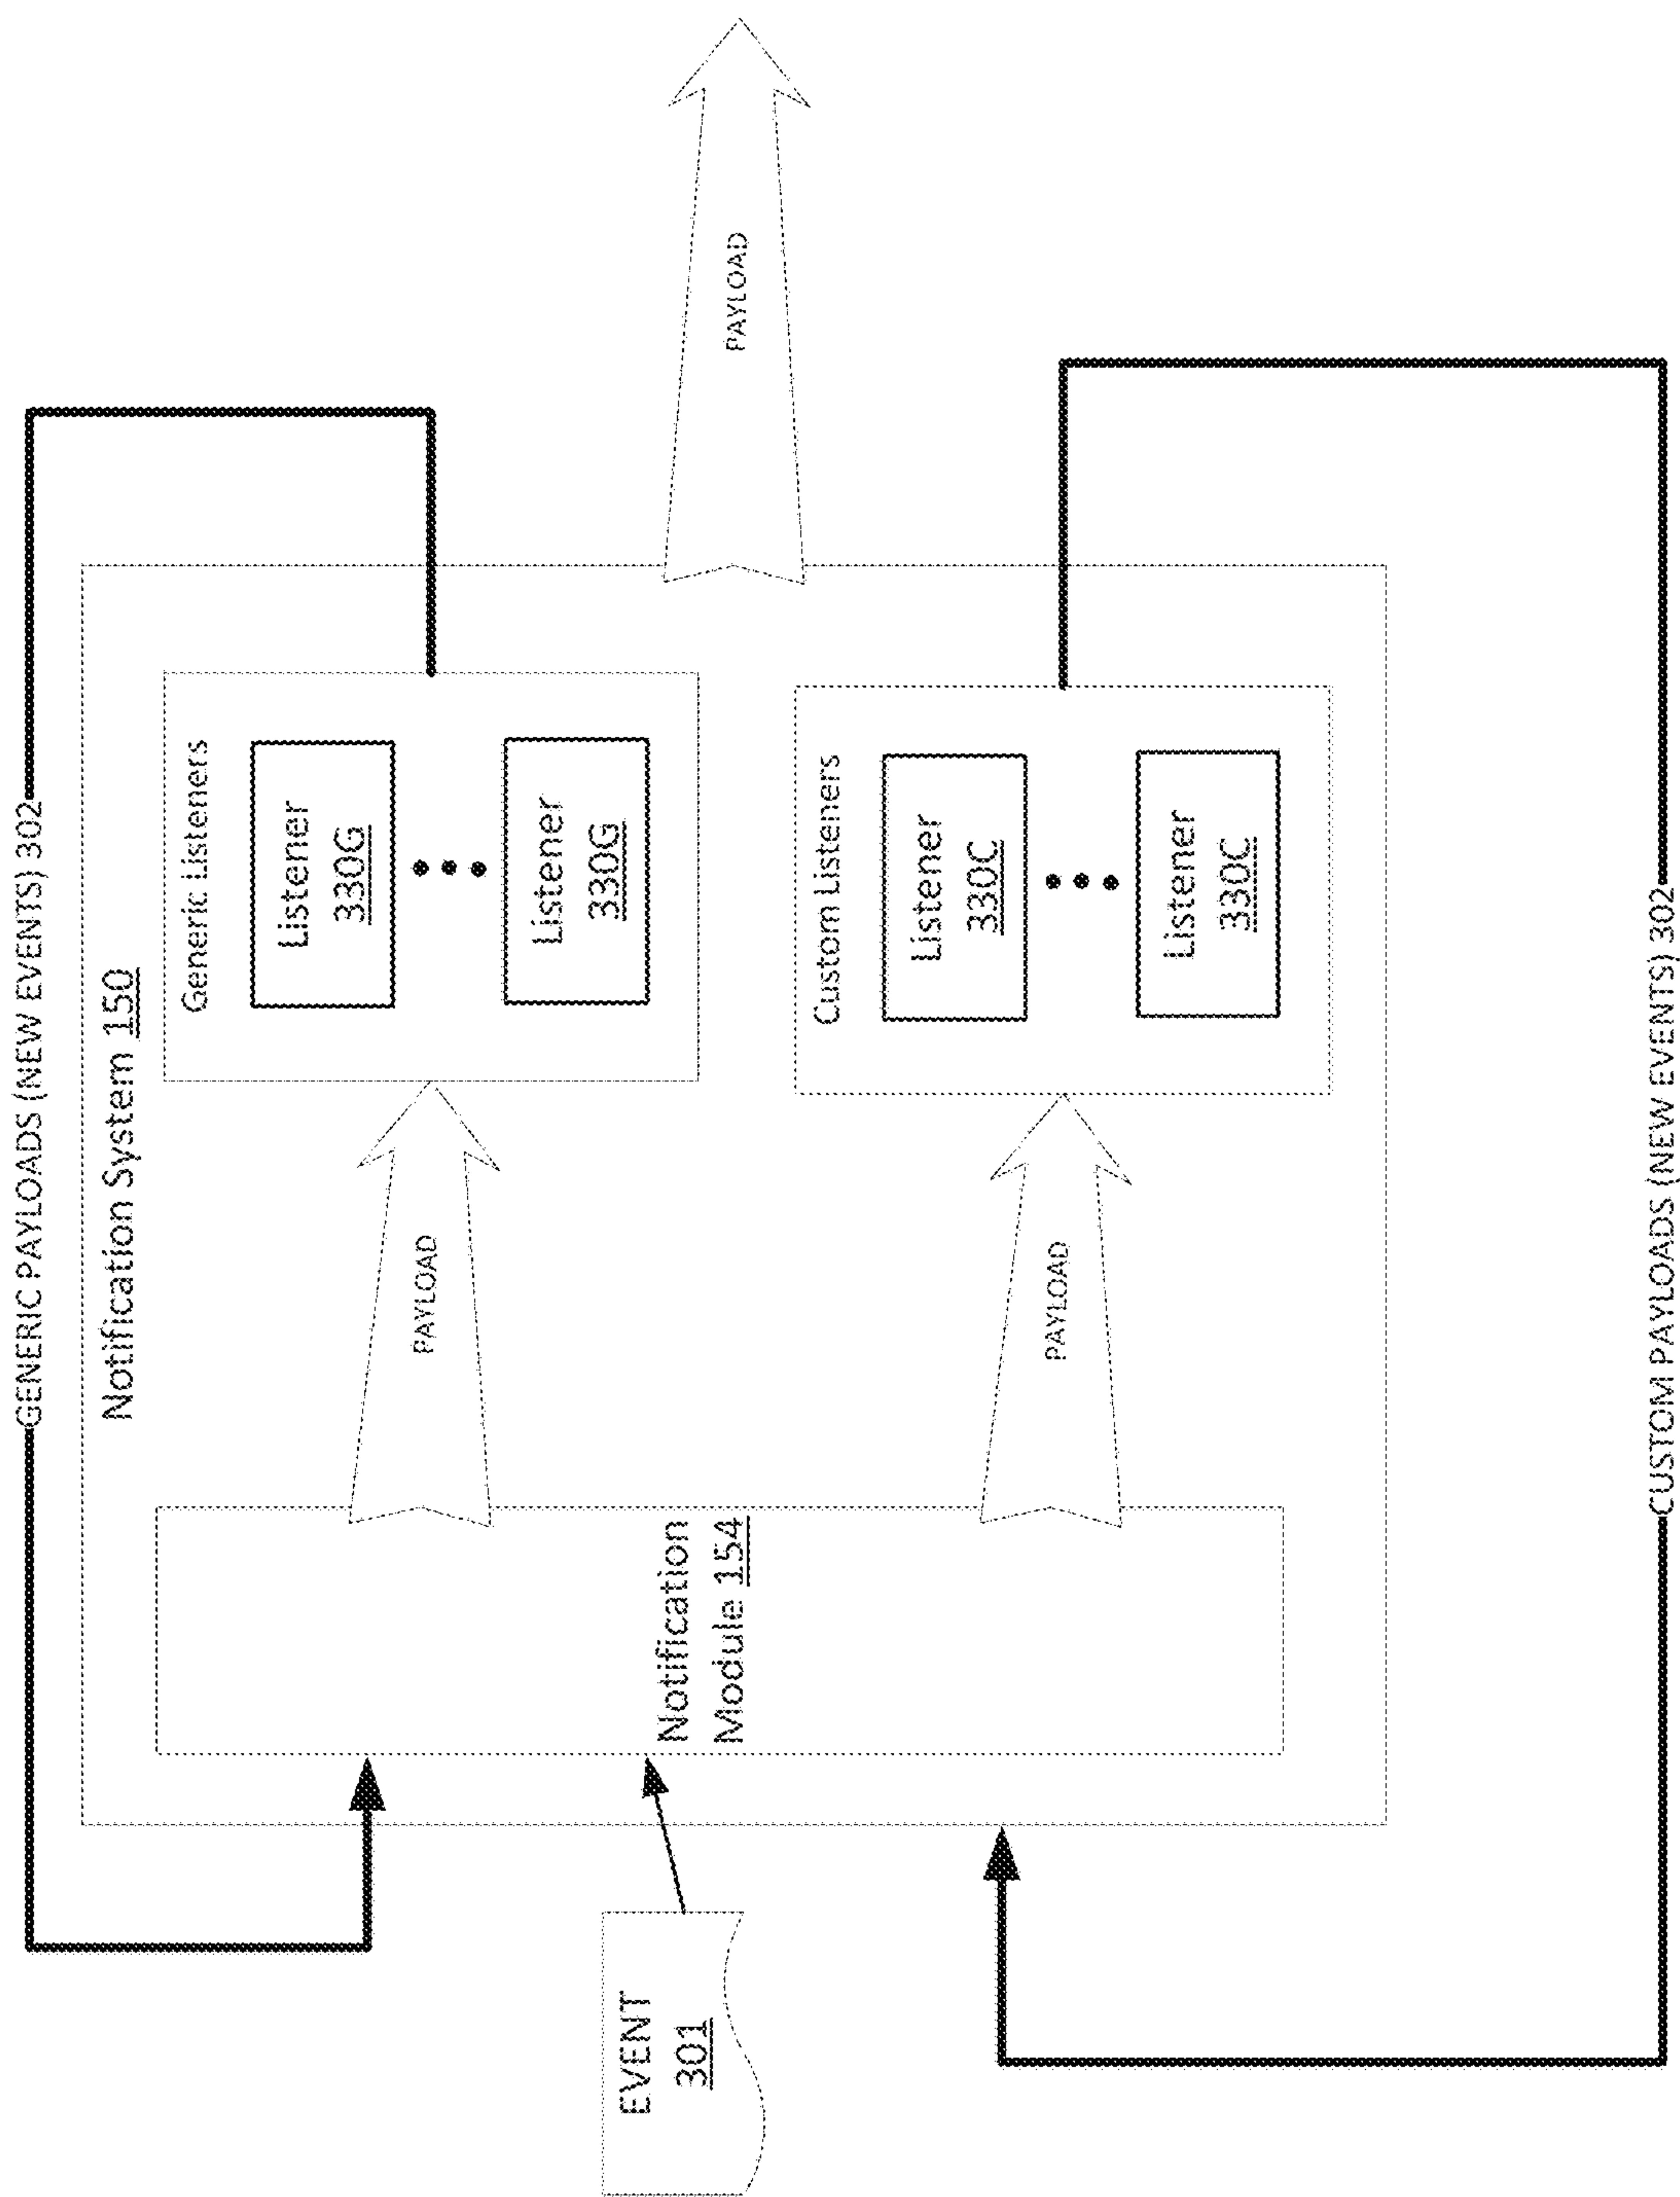 GENERIC PAYLOADS (NEW EVENTS) 302
Notification System 150
Generic Listeners
Listener
330G
Listener
330G
PAYLOAD
PAYLOAD
Notification
Module 154
EVENT
301
Custom Listeners
Listener
330C
Listener
330C
PAYLOAD
CUSTOM PAYLOADS (NEW EVENTS) 302